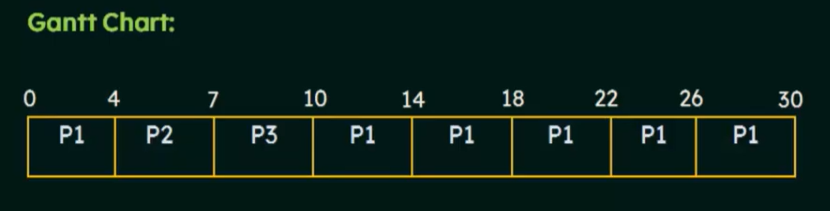 Gantt Chart:
0 4 7 10 14 18 22 26 30
P1 P2 P3 P1 P1 P1 P1 P1